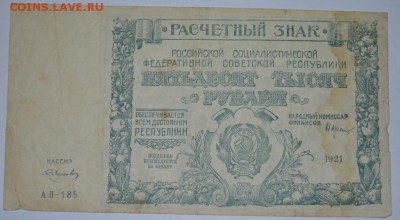 COINS.LAVE.RU
РАСЧЕТНЫЙ ЗНАК
РОССИЙСКОЙ СОЦИАЛИСТИЧЕСКОЙ
ФЕДЕРАТИВНОЙ СОВЕТСКОЙ РЕСПУБЛИКИ
ПЯТЬДЕСЯТ ТЫСЯЧ
РУБЛЕЙ
ОБЕСПЕЧИВАЕТСЯ
ВСЕМ ДОСТОЯНИЕМ
РЕСПУБЛИКИ
НАРОДНЫЙ КОМИССАР
ФИНАНСОВ
1921
КАССИР
АЛ-185